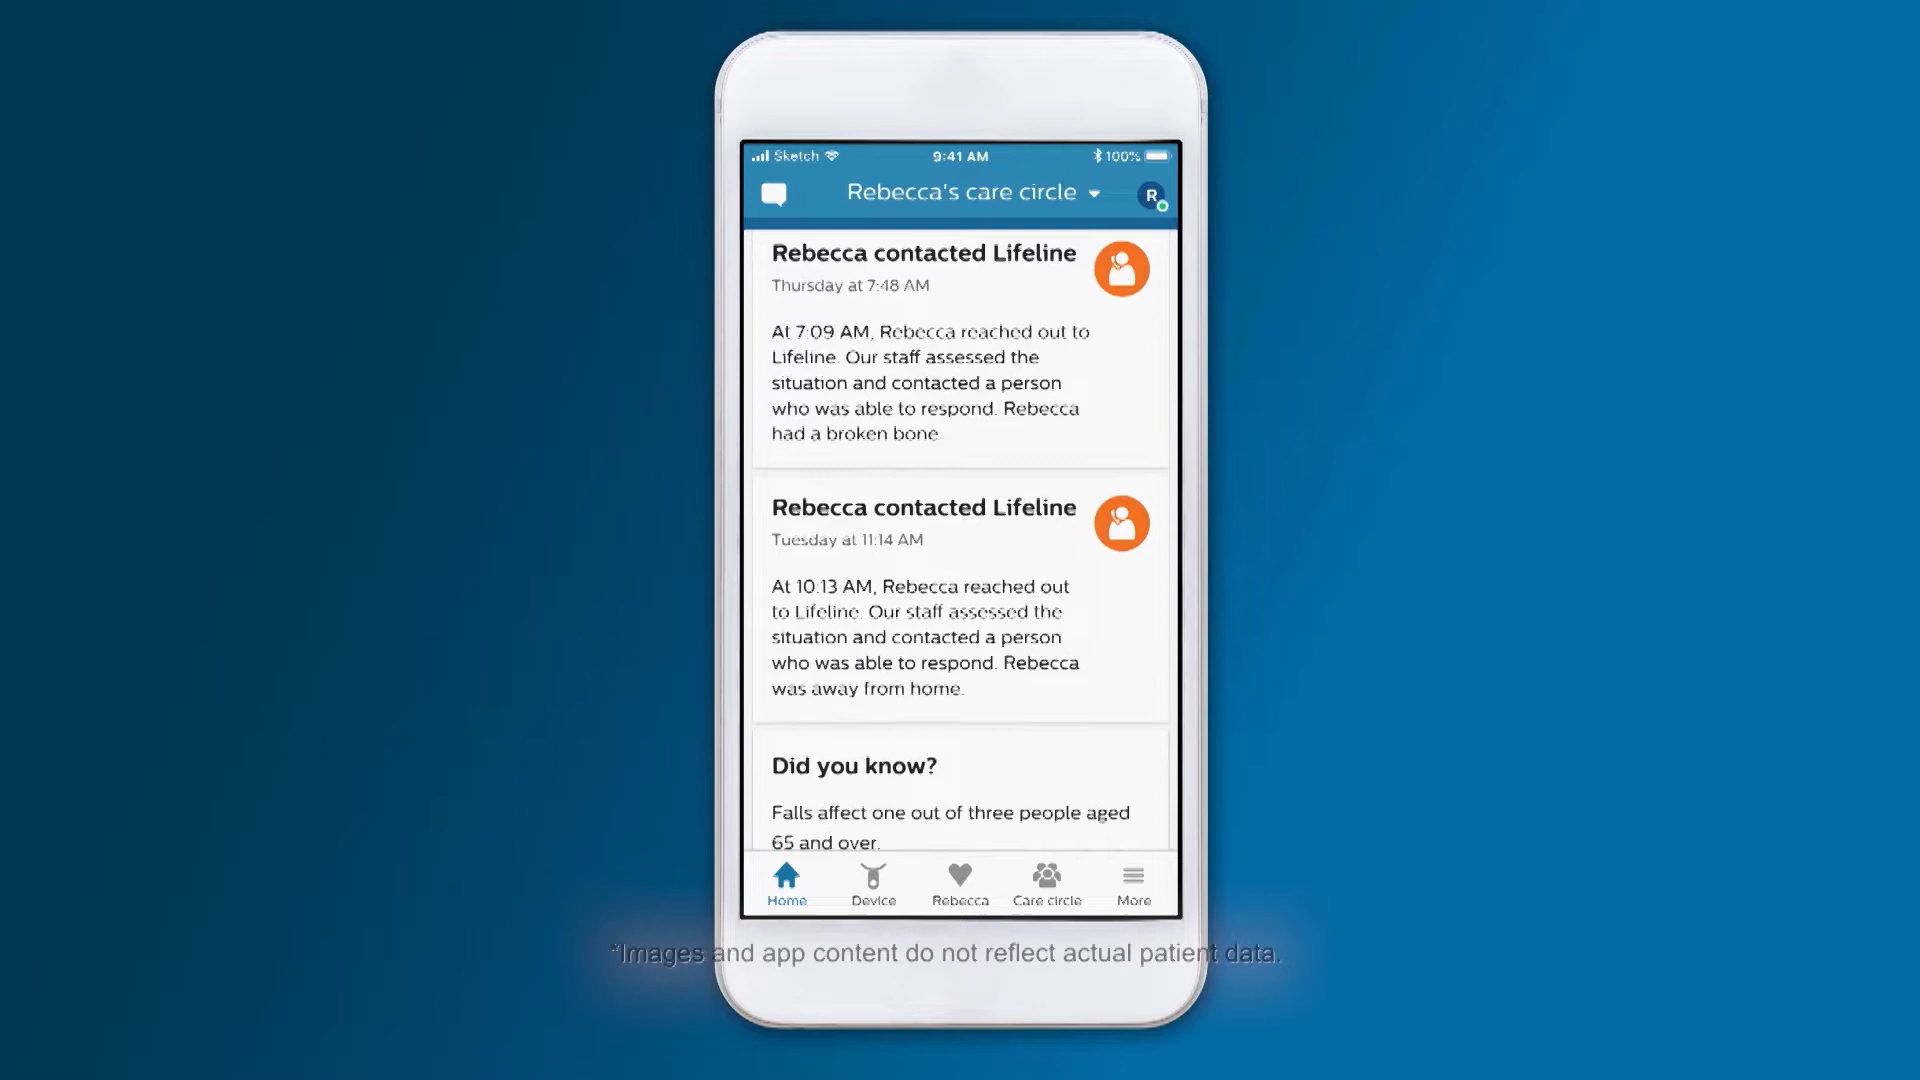 Sketch 9:41 AM 100%
Rebecca's care circle R
Rebecca contacted Lifeline
Thursday at 7:48 AM
At 7:09 AM, Rebecca reached out to
Lifeline. Our staff assessed the
situation and contacted a person
who was able to respond. Rebecca
had a broken bone
Rebecca contacted Lifeline
Tuesday at 11:14 AM
At 10:13 AM, Rebecca reached out
to Lifeline. Our staff assessed the
situation and contacted a person
who was able to respond. Rebecca
was away from home.
Did you know?
Falls affect one out of three people aged
65 and over.
Home Device Rebecca Care circle More
*Images and app content do not reflect actual patient data.